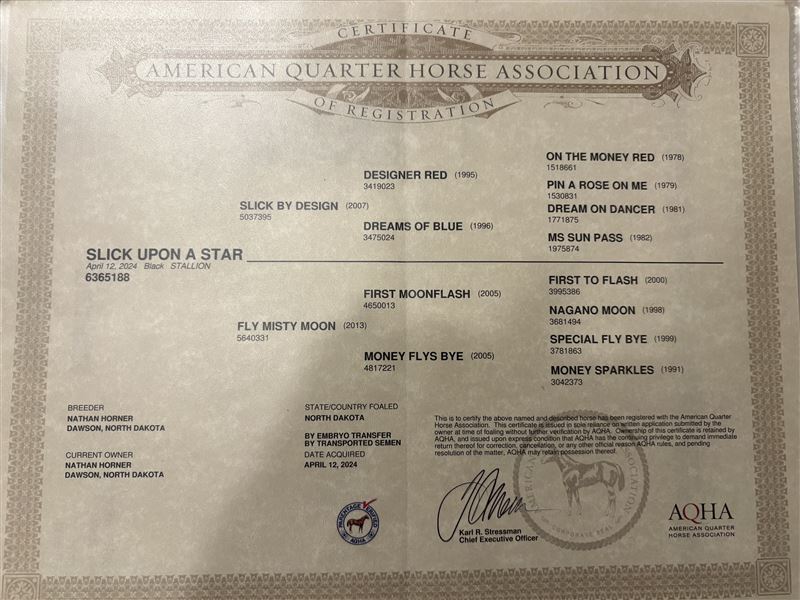 CERTIFICATE
AMERICAN QUARTER HORSE ASSOCIATION
OF REGISTRATION
ON THE MONEY RED (1978)
1518661
DESIGNER RED (1995)
3419023
PIN A ROSE ON ME (1979)
1530831
SLICK BY DESIGN (2007)
5037395
DREAM ON DANCER (1981)
1771875
DREAMS OF BLUE (1996)
3475024
MS SUN PASS (1982)
1975874
SLICK UPON A STAR
April 12, 2024 Black STALLION
6365188
FIRST TO FLASH (2000)
3995386
FIRST MOONFLASH (2005)
4650013
NAGANO MOON (1998)
3681494
FLY MISTY MOON (2013)
5640331
SPECIAL FLY BYE (1999)
3781863
MONEY FLYS BYE (2005)
4817221
MONEY SPARKLES (1991)
3042373
BREEDER
NATHAN HORNER
DAWSON, NORTH DAKOTA
CURRENT OWNER
NATHAN HORNER
DAWSON, NORTH DAKOTA
STATE/COUNTRY FOALED
NORTH DAKOTA
BY EMBRYO TRANSFER
BY TRANSPORTED SEMEN
DATE ACQUIRED
APRIL 12, 2024
This is to certify the above named and described horse has been registered with the American Quarter
Horse Association. This certificate is issued in sole reliance on written application submitted by the
owner at time of foaling without further verification by AQHA. Ownership of this certificate is retained by
AQHA, and issued upon express condition that AQHA has the continuing privilege to demand immediate
return thereof for correction, cancellation, or any other official reason AQHA rules, and pending
resolution of the matter, AQHA may retain possession thereof.
PARENTAGE VERIFIED
AQHA
Karl R. Stressman
Chief Executive Officer
AMERICAN QUARTER HORSE ASSOCIATION
CORPORATE SEAL
AQHA
AMERICAN QUARTER
HORSE ASSOCIATION